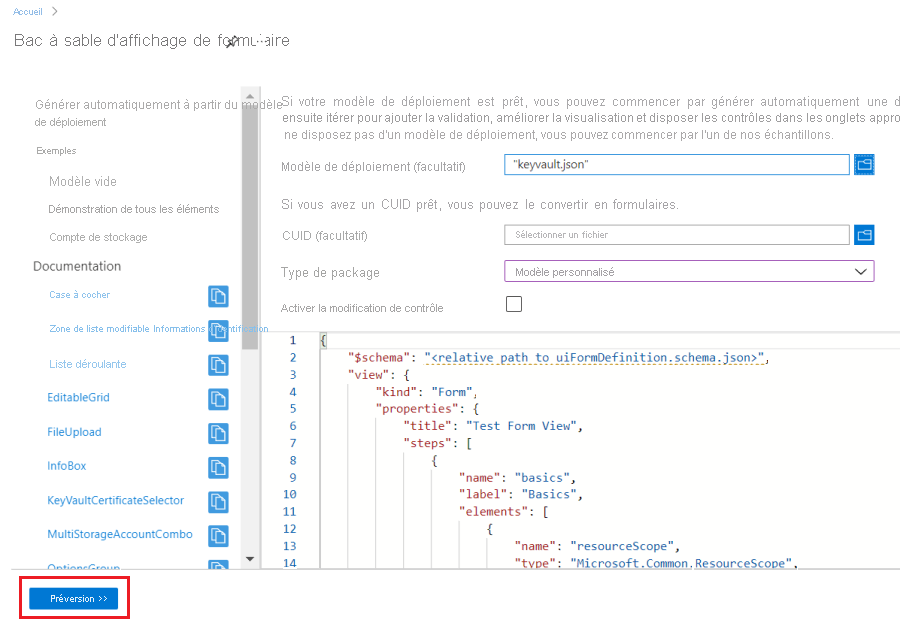 Accueil
Bac à sable d'affichage de formulaire
Générer automatiquement à partir du modèle
de déploiement
Exemples
Modèle vide
Démonstration de tous les éléments
Compte de stockage
Documentation
Case à cocher
Zone de liste modifiable Informations d'identification
Liste déroulante
EditableGrid
FileUpload
InfoBox
KeyVaultCertificateSelector
MultiStorageAccountCombo
OptionsGroup
Si votre modèle de déploiement est prêt, vous pouvez commencer par générer automatiquement une d
ensuite itérer pour ajouter la validation, améliorer la visualisation et disposer les contrôles dans les onglets appro
ne disposez pas d'un modèle de déploiement, vous pouvez commencer par l'un de nos échantillons.
Modèle de déploiement (facultatif)
"keyvault.json"
Si vous avez un CUID prêt, vous pouvez le convertir en formulaires.
CUID (facultatif)
Sélectionner un fichier
Type de package
Modèle personnalisé
Activer la modification de contrôle
1 {
2 "$schema": "<relative path to uiFormDefinition.schema.json>",
3 "view": {
4 "kind": "Form",
5 "properties": {
6 "title": "Test Form View",
7 "steps": [
8 {
9 "name": "basics",
10 "label": "Basics",
11 "elements": [
12 {
13 "name": "resourceScope",
14 "type": "Microsoft.Common.ResourceScope",
Préversion >>